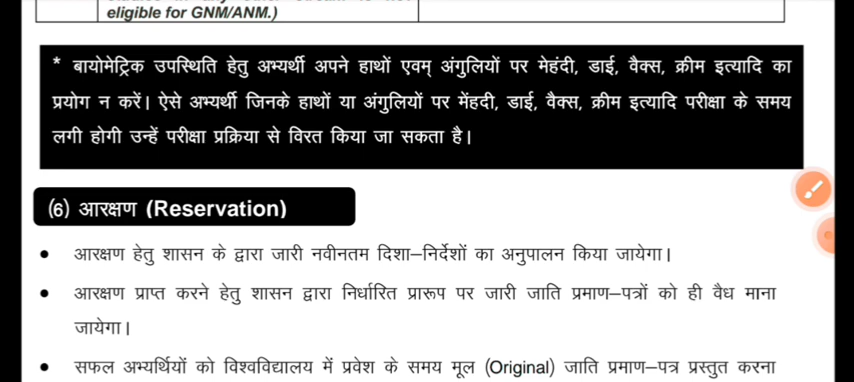 eligible for GNM/ANM.)
* बायोमेट्रिक उपस्थिति हेतु अभ्यर्थी अपने हाथों एवम् अंगुलियों पर मेहंदी, डाई, वैक्स, क्रीम इत्यादि का
प्रयोग न करें। ऐसे अभ्यर्थी जिनके हाथों या अंगुलियों पर मेंहदी, डाई, वैक्स, क्रीम इत्यादि परीक्षा के समय
लगी होगी उन्हें परीक्षा प्रक्रिया से विरत किया जा सकता है।
(6) आरक्षण (Reservation)
• आरक्षण हेतु शासन के द्वारा जारी नवीनतम दिशा–निर्देशों का अनुपालन किया जायेगा।
• आरक्षण प्राप्त करने हेतु शासन द्वारा निर्धारित प्रारूप पर जारी जाति प्रमाण–पत्रों को ही वैध माना
जायेगा।
• सफल अभ्यर्थियों को विश्वविद्यालय में प्रवेश के समय मूल (Original) जाति प्रमाण–पत्र प्रस्तुत करना